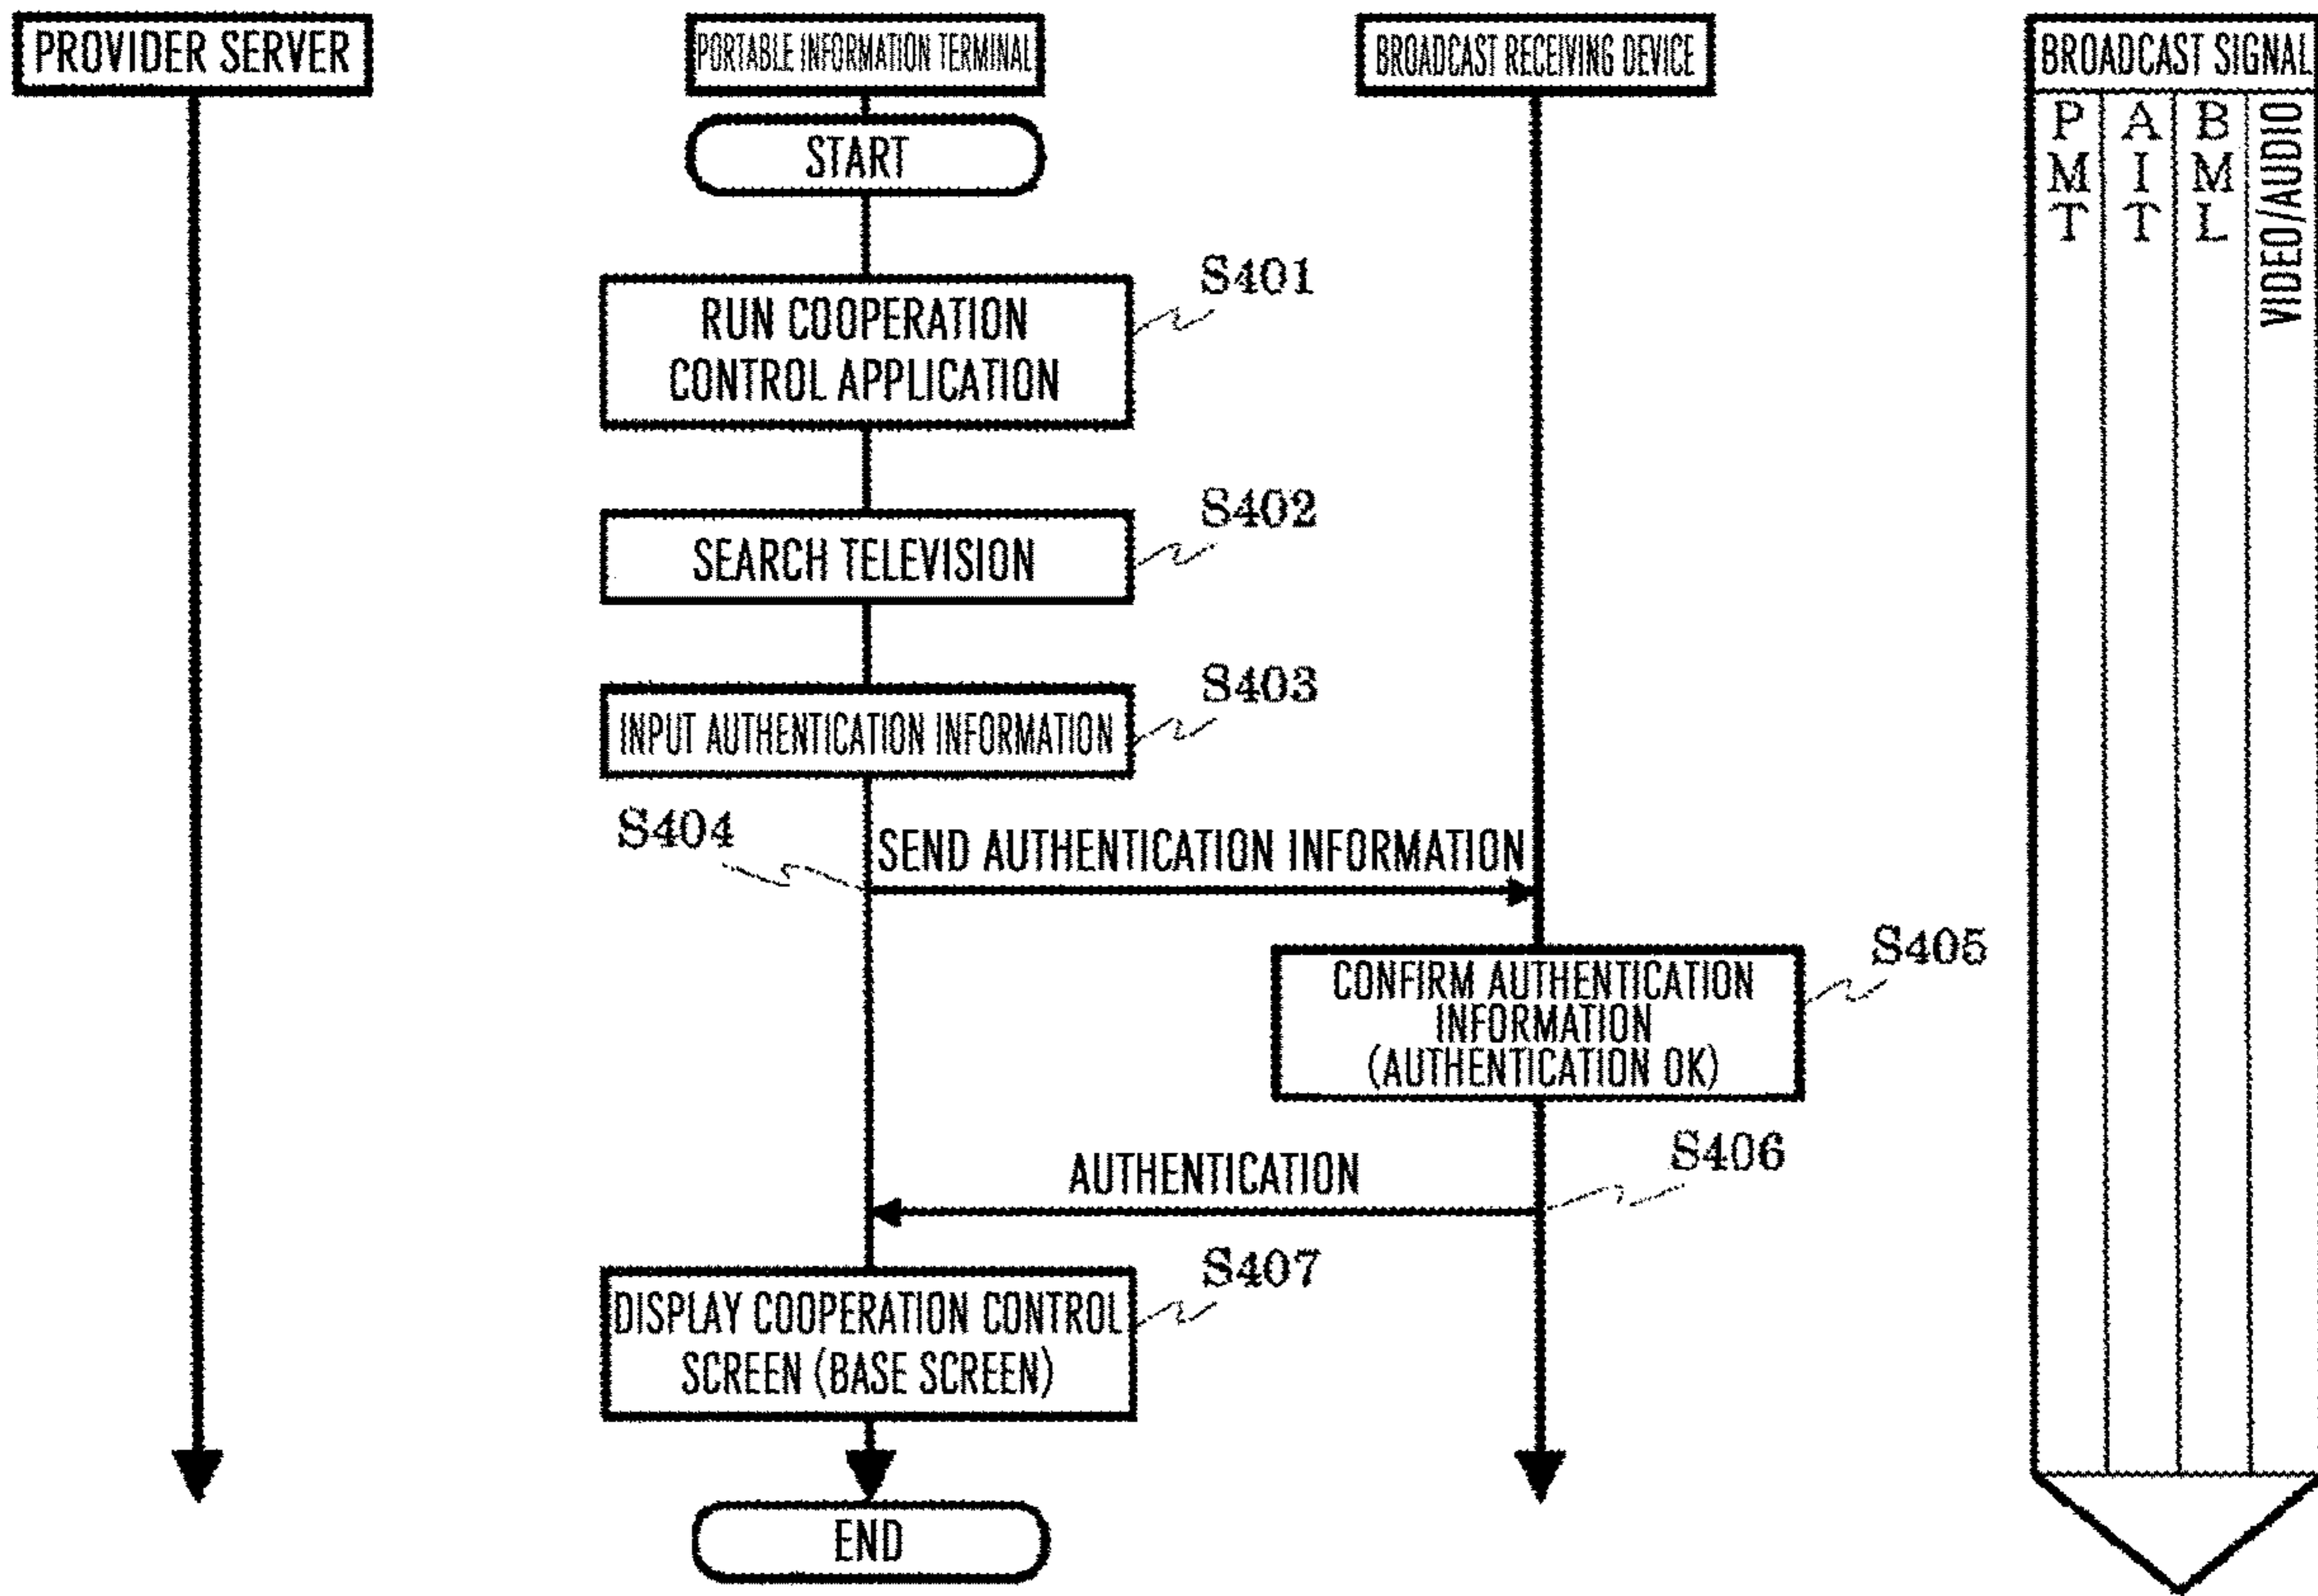 PROVIDER SERVER
PORTABLE INFORMATION TERMINAL
BROADCAST RECEIVING DEVICE
BROADCAST SIGNAL
PMT
AIT
BML
VIDEO/AUDIO
START
RUN COOPERATION
CONTROL APPLICATION
S401
SEARCH TELEVISION
S402
INPUT AUTHENTICATION INFORMATION
S403
S404
SEND AUTHENTICATION INFORMATION
CONFIRM AUTHENTICATION
INFORMATION
(AUTHENTICATION OK)
S405
AUTHENTICATION
S406
DISPLAY COOPERATION CONTROL
SCREEN (BASE SCREEN)
S407
END